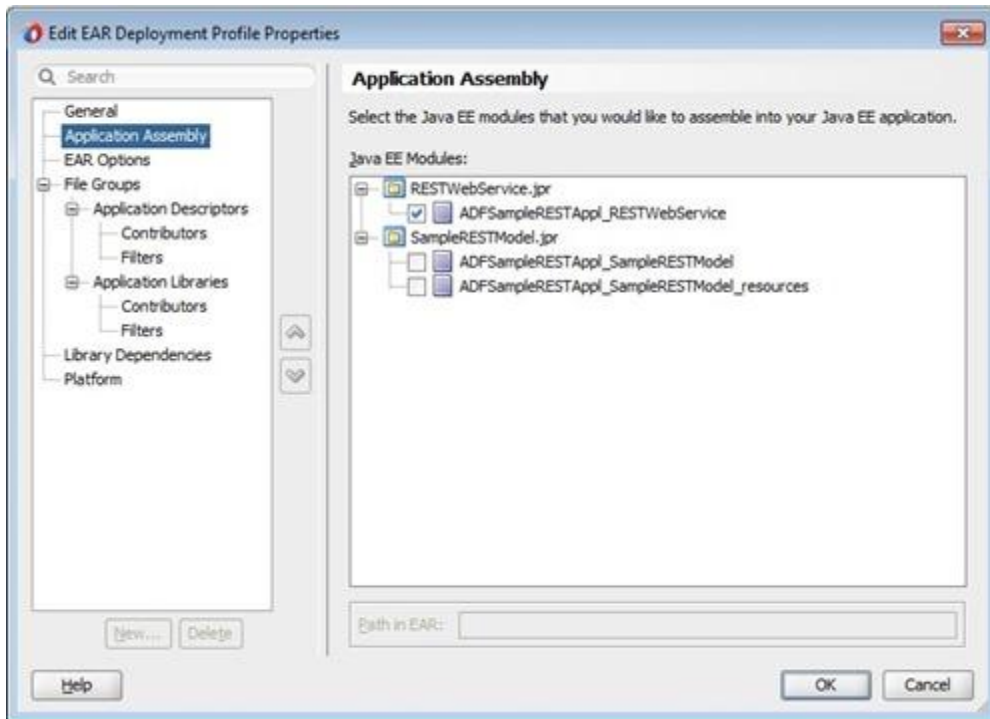 Edit EAR Deployment Profile Properties
Search
General
Application Assembly
EAR Options
File Groups
Application Descriptors
Contributors
Filters
Application Libraries
Contributors
Filters
Library Dependencies
Platform
New...
Delete
Application Assembly
Select the Java EE modules that you would like to assemble into your Java EE application.
Java EE Modules:
RESTWebService.jpr
ADFSampleRESTAppl_RESTWebService
SampleRESTModel.jpr
ADFSampleRESTAppl_SampleRESTModel
ADFSampleRESTAppl_SampleRESTModel_resources
Path in EAR:
Help
OK
Cancel